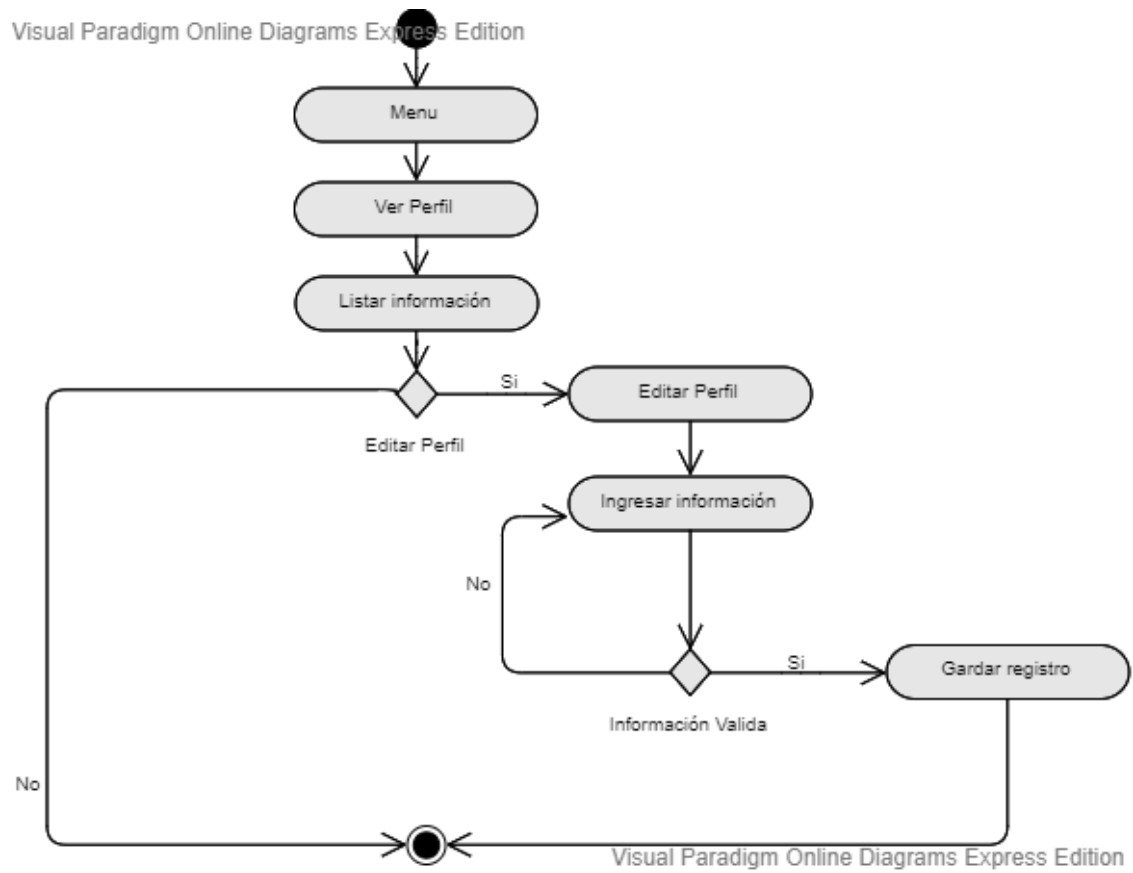 Visual Paradigm Online Diagrams Express Edition
Menu
Ver Perfil
Listar información
Si
Editar Perfil
Editar Perfil
Ingresar información
No
Si
Gardar registro
Información Valida
No
Visual Paradigm Online Diagrams Express Edition